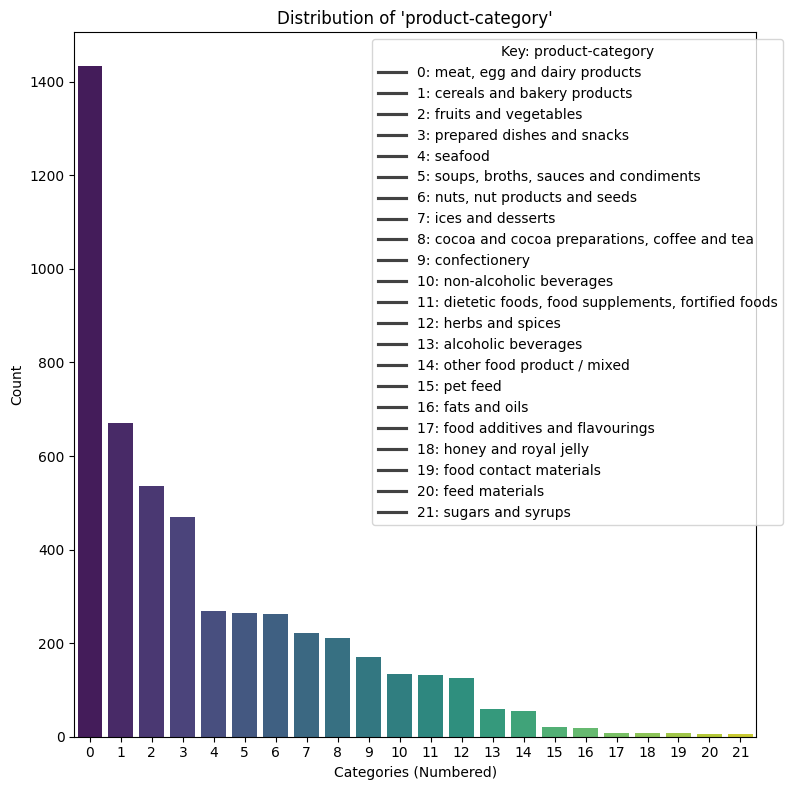 Distribution of 'product-category'
Key: product-category
0: meat, egg and dairy products
1: cereals and bakery products
2: fruits and vegetables
3: prepared dishes and snacks
4: seafood
5: soups, broths, sauces and condiments
6: nuts, nut products and seeds
7: ices and desserts
8: cocoa and cocoa preparations, coffee and tea
9: confectionery
10: non-alcoholic beverages
11: dietetic foods, food supplements, fortified foods
12: herbs and spices
13: alcoholic beverages
14: other food product / mixed
15: pet feed
16: fats and oils
17: food additives and flavourings
18: honey and royal jelly
19: food contact materials
20: feed materials
21: sugars and syrups
1400
1200
1000
800
600
400
200
0
Count
0 1 2 3 4 5 6 7 8 9 10 11 12 13 14 15 16 17 18 19 20 21
Categories (Numbered)